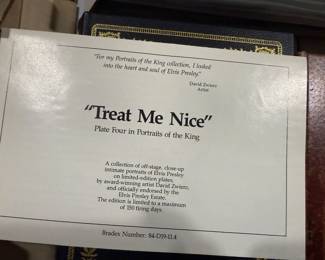 "For my Portraits of the King collection, I looked
into the heart and soul of Elvis Presley."
David Zwierz
Artist
"Treat Me Nice"
Plate Four in Portraits of the King
A collection of off-stage, close-up
intimate portraits of Elvis Presley
on limited-edition plates,
by award-winning artist David Zwierz,
and officially endorsed by the
Elvis Presley Estate.
The edition is limited to a maximum
of 150 firing days.
Bradex Number: 84-D19-11.4